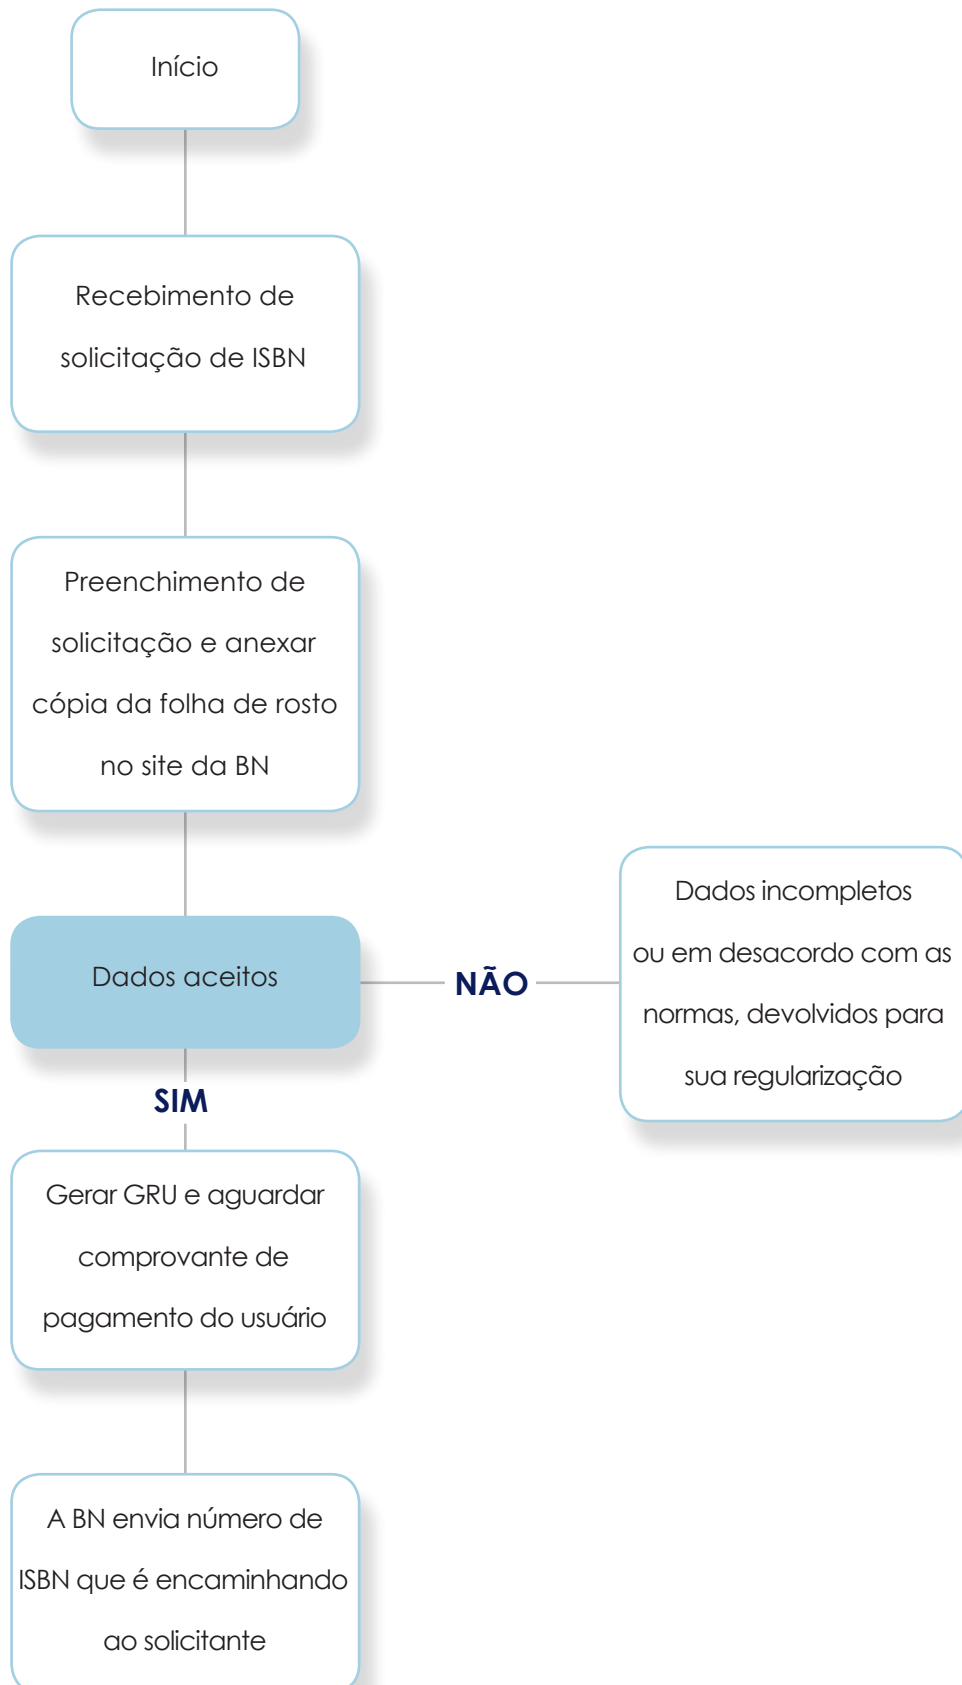 Início
Recebimento de
solicitação de ISBN
Preenchimento de
solicitação e anexar
cópia da folha de rosto
no site da BN
Dados aceitos
NÃO
Dados incompletos
ou em desacordo com as
normas, devolvidos para
sua regularização
SIM
Gerar GRU e aguardar
comprovante de
pagamento do usuário
A BN envia número de
ISBN que é encaminhando
ao solicitante